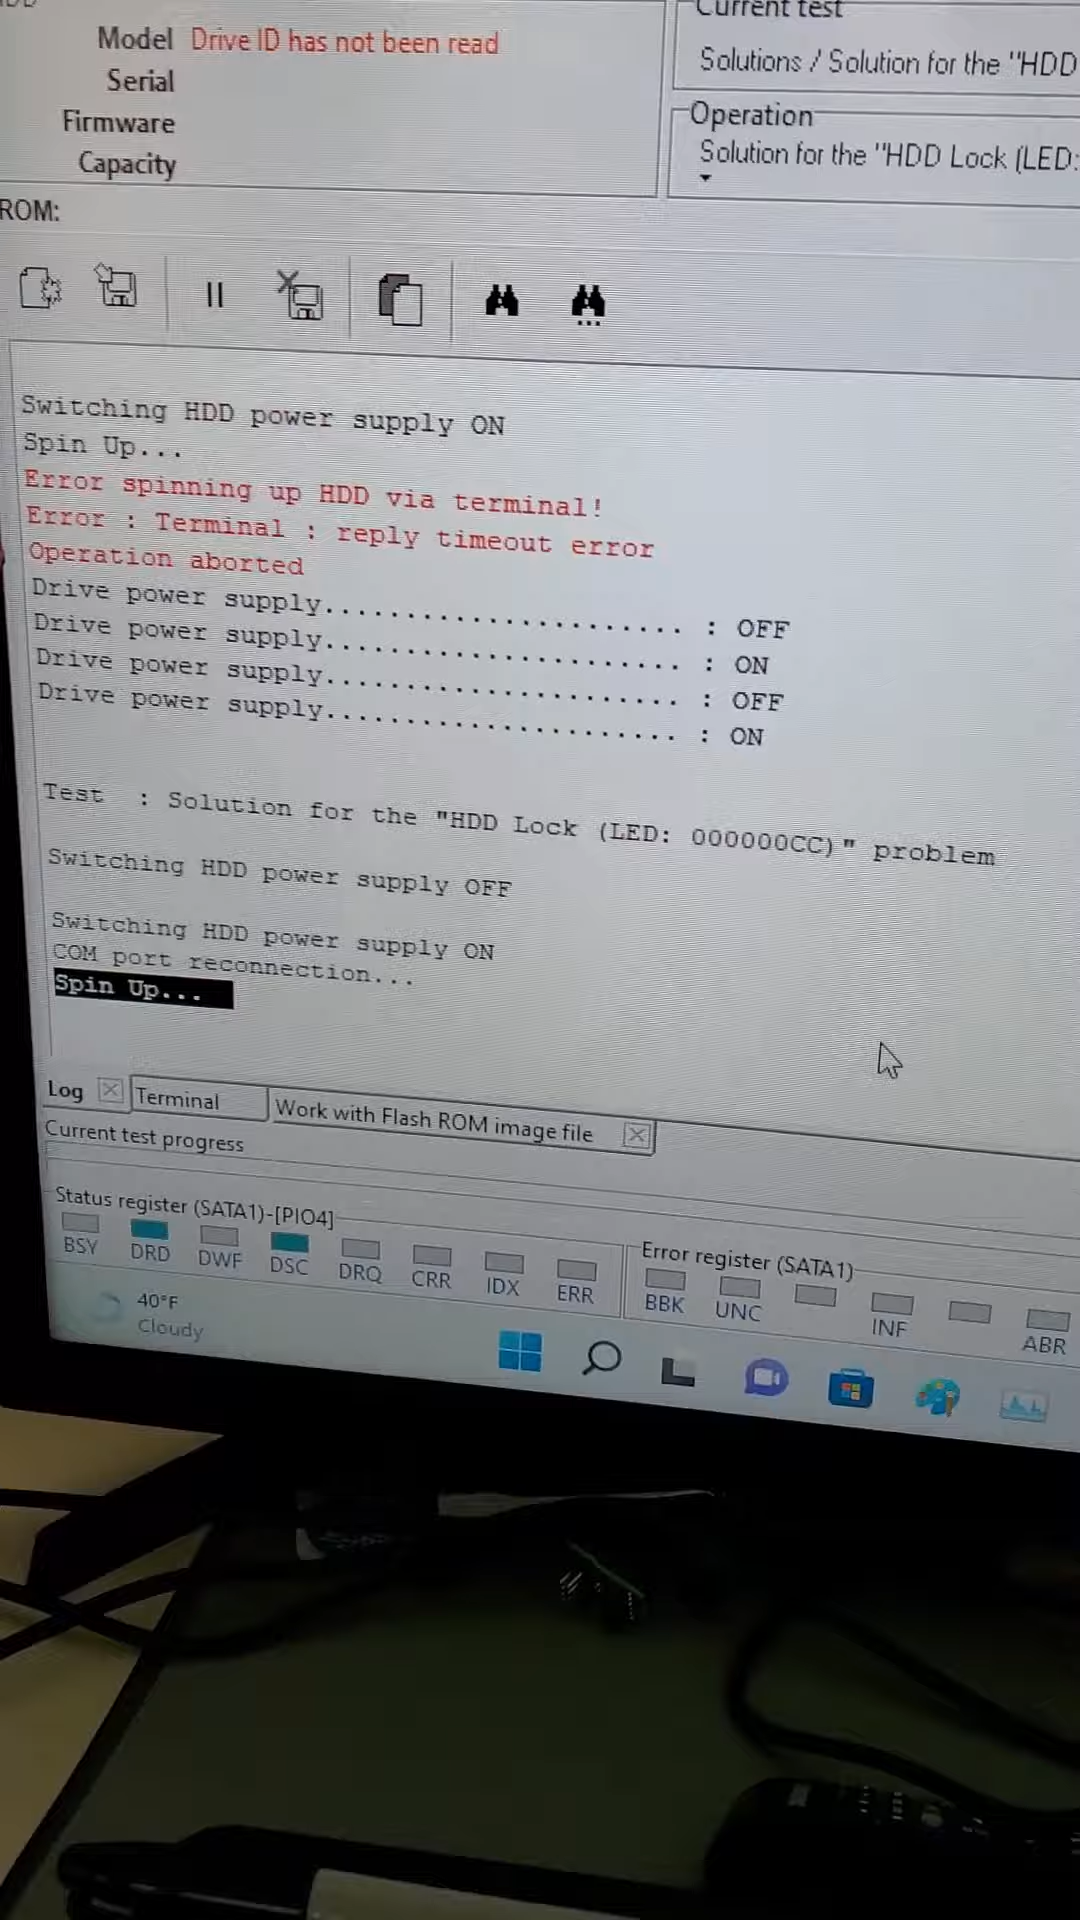 Model Drive ID has not been read
Serial
Firmware
Capacity
Current test
Solutions / Solution for the "HDD
Operation
Solution for the "HDD Lock (LED:
ROM:
Switching HDD power supply ON
Spin Up...
Error spinning up HDD via terminal!
Error : Terminal : reply timeout error
Operation aborted
Drive power supply....................... : OFF
Drive power supply....................... : ON
Drive power supply....................... : OFF
Drive power supply....................... : ON
Test : Solution for the "HDD Lock (LED: 000000CC)" problem
Switching HDD power supply OFF
Switching HDD power supply ON
COM port reconnection...
Spin Up...
Log Terminal Work with Flash ROM image file
Current test progress
Status register (SATA1)-[PIO4]
BSY DRD DWF DSC DRQ CRR IDX ERR
Error register (SATA1)
BBK UNC INF ABR
40°F
Cloudy